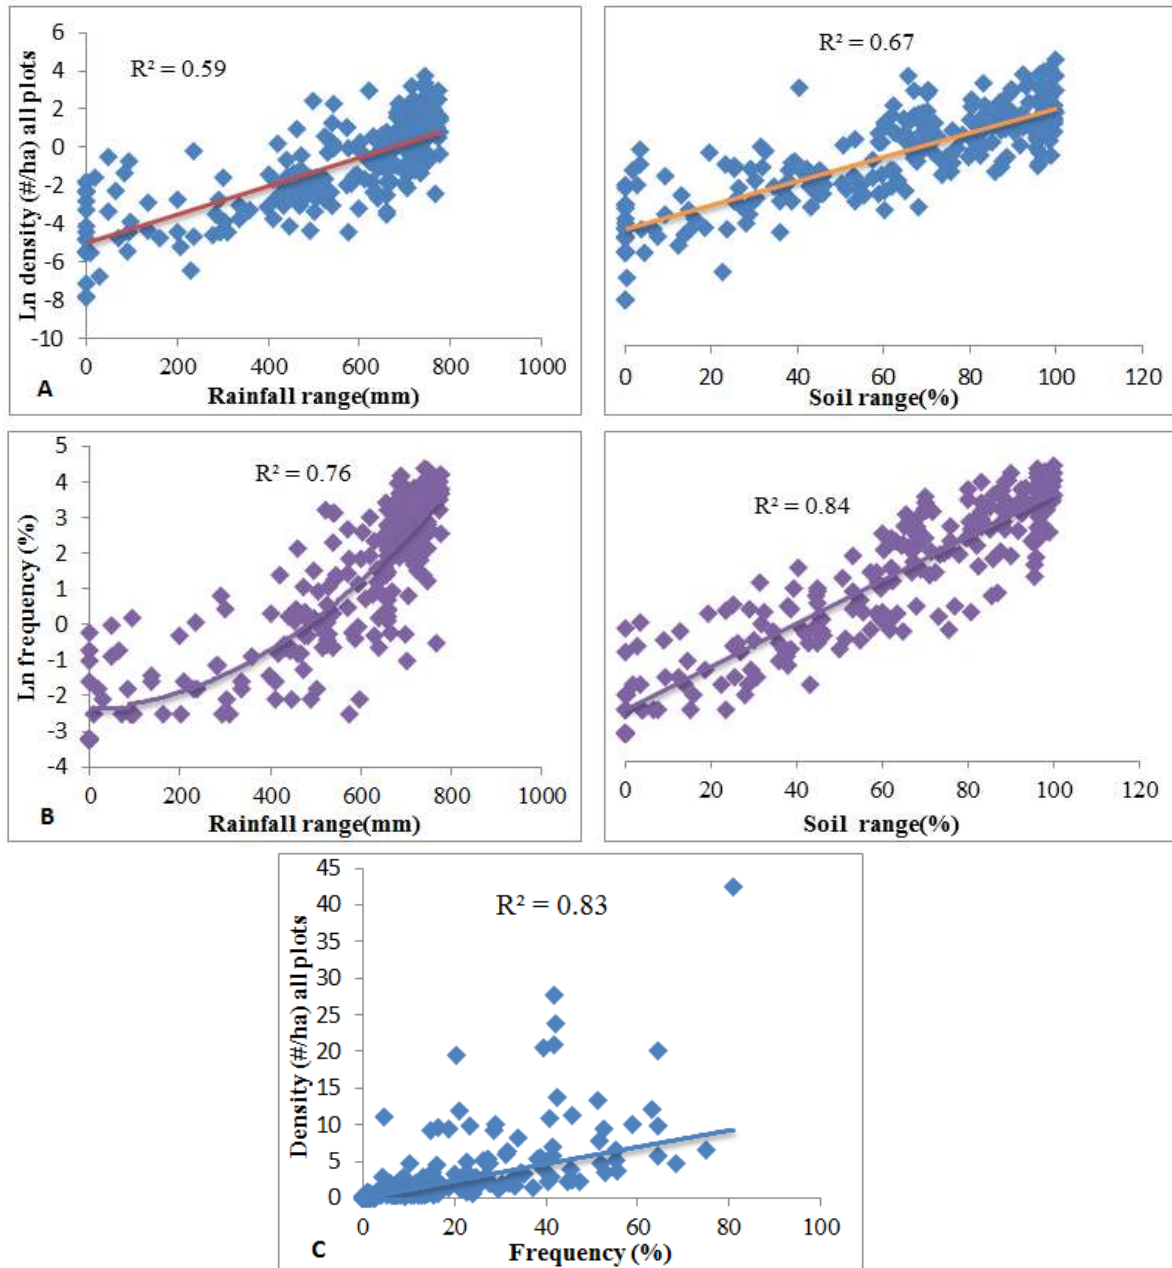 Ln density (#/ha) all plots
6
4
2
0
-2
-4
-6
-8
-10
R² = 0.59
0 200 400 600 800 1000
Rainfall range(mm)
A
R² = 0.67
0 20 40 60 80 100 120
Soil range(%)
Ln frequency (%)
5
4
3
2
1
0
-1
-2
-3
-4
R² = 0.76
0 200 400 600 800 1000
Rainfall range(mm)
B
R² = 0.84
0 20 40 60 80 100 120
Soil range(%)
Density (#/ha) all plots
45
40
35
30
25
20
15
10
5
0
R² = 0.83
0 20 40 60 80 100
Frequency (%)
C